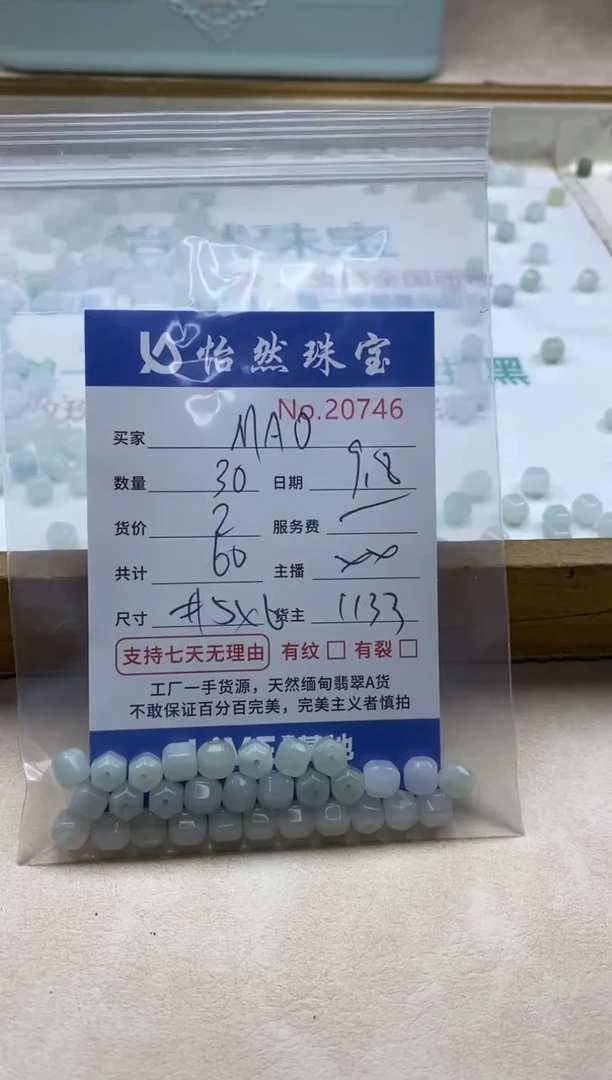 怡然珠宝
No.20746
买家 MAO
数量 30 日期 9.8
货价 2 服务费 —
共计 60 主播 xx
尺寸 #5x6 货主 1133
支持七天无理由 有纹 □ 有裂 □
工厂一手货源，天然缅甸翡翠A货
不敢保证百分百完美，完美主义者慎拍